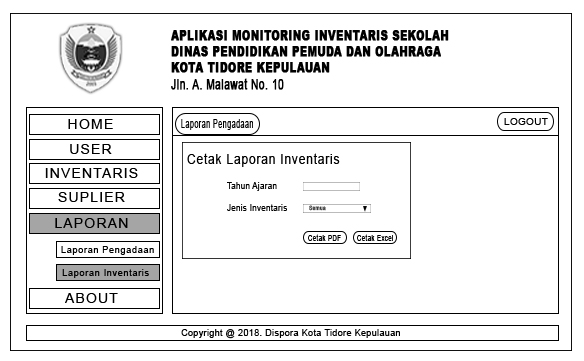 APLIKASI MONITORING INVENTARIS SEKOLAH
DINAS PENDIDIKAN PEMUDA DAN OLAHRAGA
KOTA TIDORE KEPULAUAN
Jln. A. Malawat No. 10
HOME
USER
INVENTARIS
SUPLIER
LAPORAN
Laporan Pengadaan
Laporan Inventaris
ABOUT
Laporan Pengadaan
LOGOUT
Cetak Laporan Inventaris
Tahun Ajaran
Jenis Inventaris Semua
Cetak PDF Cetak Excel
Copyright @ 2018. Dispora Kota Tidore Kepulauan